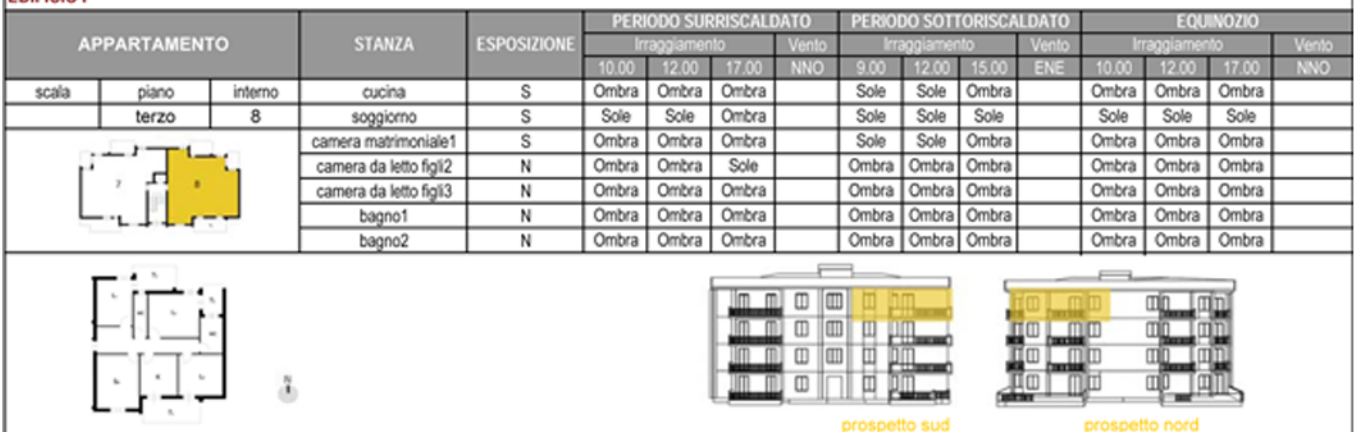 PERIODO SURRISCALDATO PERIODO SOTTORISCALDATO EQUINOZIO
APPARTAMENTO STANZA ESPOSIZIONE Irraggiamento Vento Irraggiamento Vento Irraggiamento Vento
10.00 12.00 17.00 NNO 9.00 12.00 15.00 ENE 10.00 12.00 17.00 NNO
scala piano interno cucina S Ombra Ombra Ombra Sole Sole Ombra Ombra Ombra Ombra
terzo 8 soggiorno S Sole Sole Ombra Sole Sole Sole Sole Sole Sole
camera matrimoniale1 S Ombra Ombra Ombra Sole Sole Ombra Ombra Ombra Ombra
camera da letto figli2 N Ombra Ombra Sole Ombra Ombra Ombra Ombra Ombra Ombra
camera da letto figli3 N Ombra Ombra Ombra Ombra Ombra Ombra Ombra Ombra Ombra
bagno1 N Ombra Ombra Ombra Ombra Ombra Ombra Ombra Ombra Ombra
bagno2 N Ombra Ombra Ombra Ombra Ombra Ombra Ombra Ombra Ombra
7 8
N
prospetto sud prospetto nord